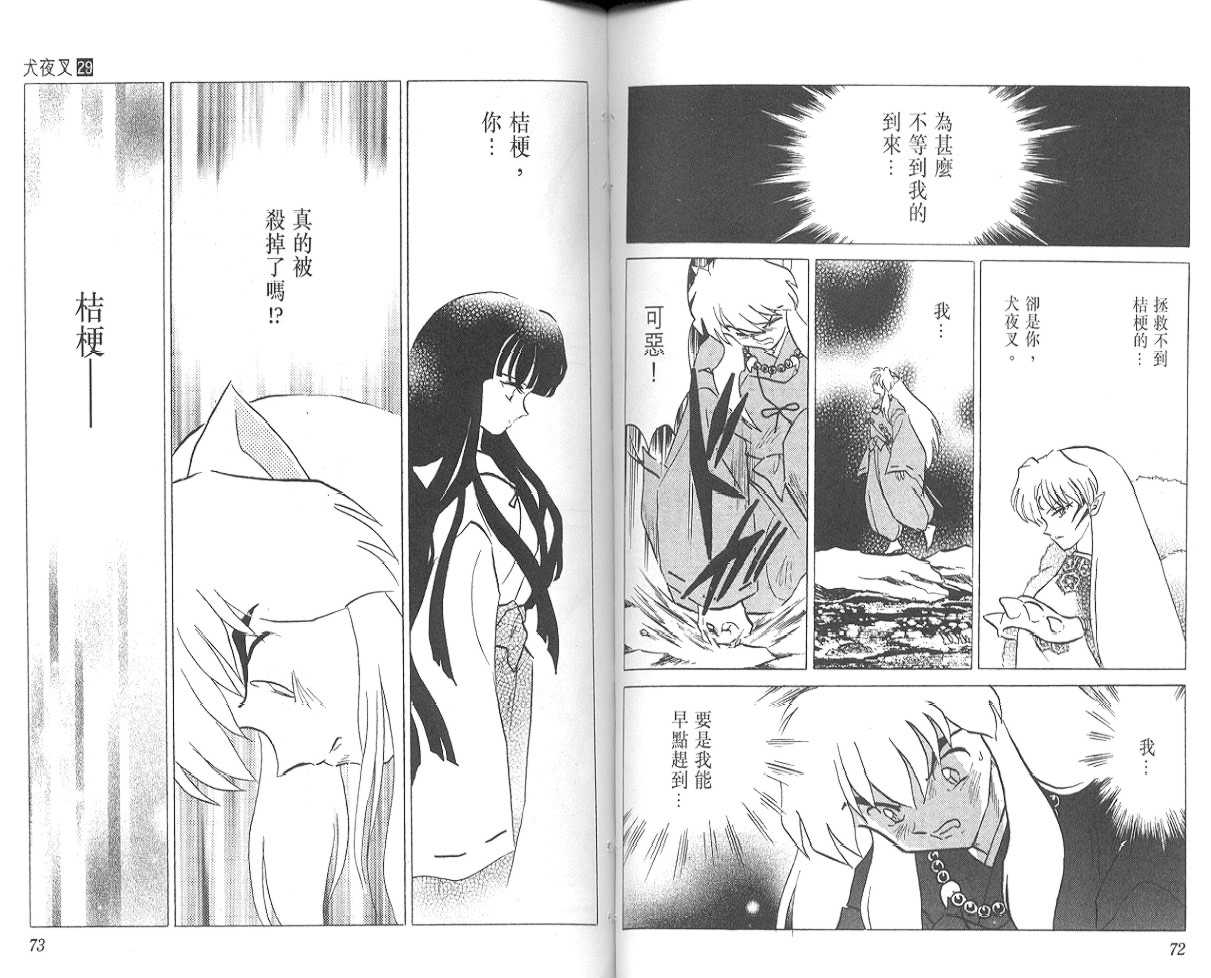 為甚麼
不等到我的
到來…
拯救不到
桔梗的…
卻是你，
犬夜叉。
我…
可惡！
我…
要是我能
早點趕到…
72
犬夜叉 29
桔梗，
你…
真的被
殺掉了嗎!?
桔梗——
73